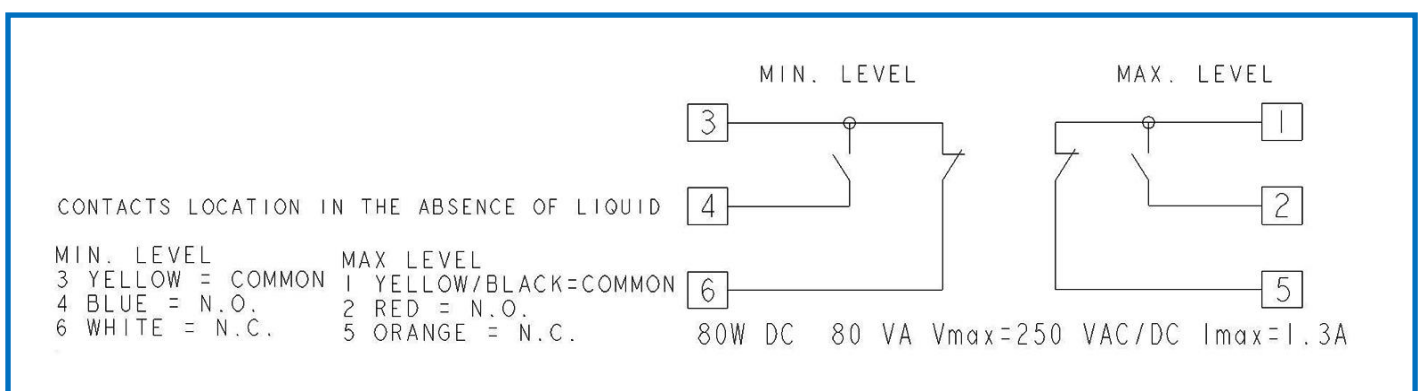 MIN. LEVEL
MAX. LEVEL
3
1
4
2
6
5
CONTACTS LOCATION IN THE ABSENCE OF LIQUID
MIN. LEVEL
3 YELLOW = COMMON
4 BLUE = N.O.
6 WHITE = N.C.
MAX LEVEL
1 YELLOW/BLACK=COMMON
2 RED = N.O.
5 ORANGE = N.C.
80W DC 80 VA Vmax=250 VAC/DC Imax=1.3A